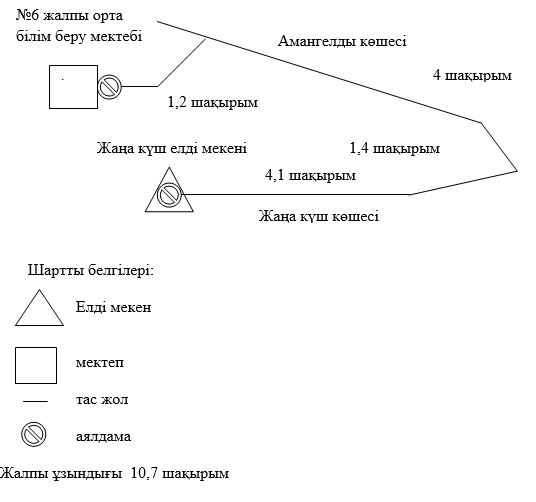 №6 жалпы орта
білім беру мектебі
Амангелды көшесі
4 шақырым
1,2 шақырым
Жаңа күш елді мекені
1,4 шақырым
4,1 шақырым
Жаңа күш көшесі
Шартты белгілері:
Елді мекен
мектеп
тас жол
аялдама
Жалпы ұзындығы 10,7 шақырым